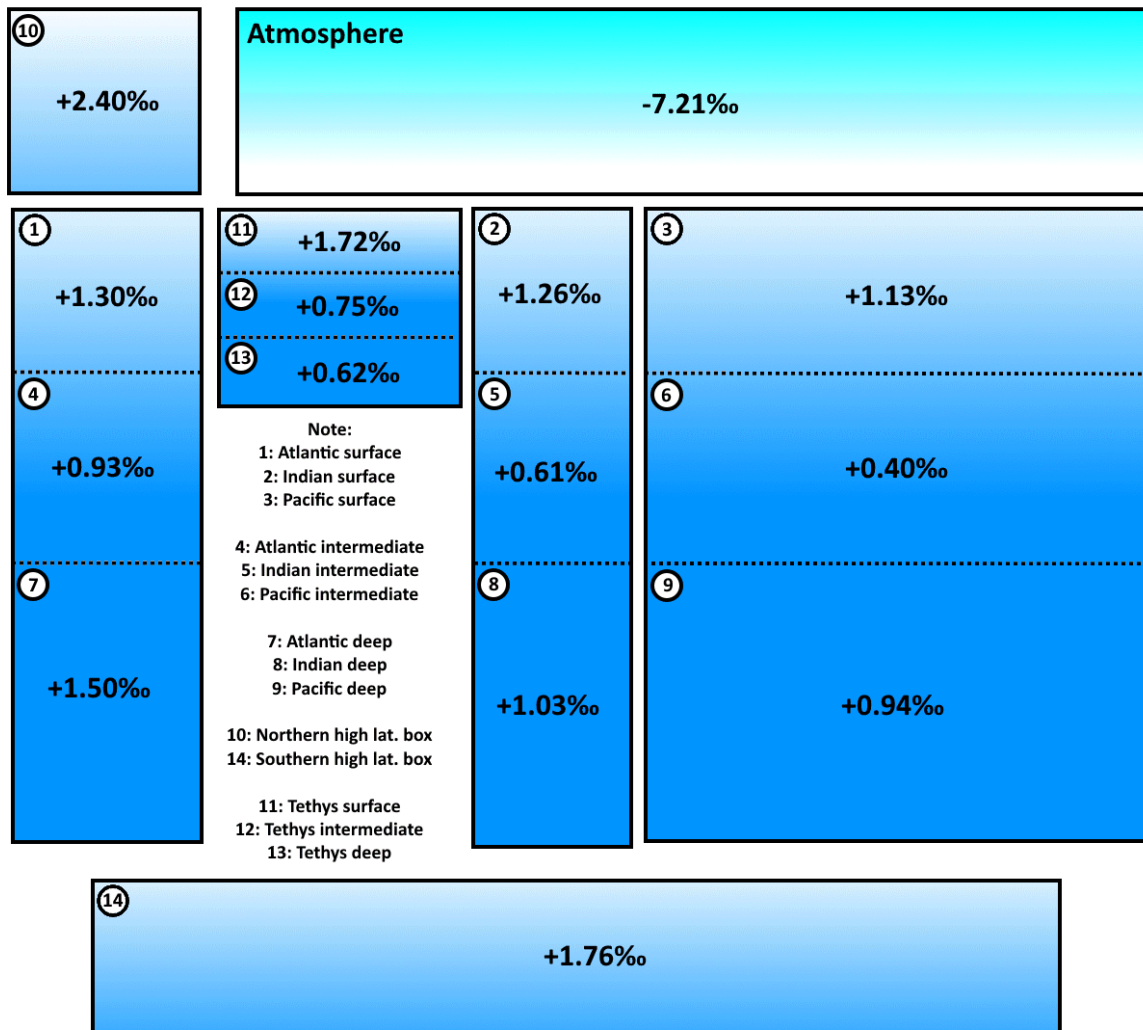 10
+2.40‰
Atmosphere
-7.21‰
1
+1.30‰
4
+0.93‰
7
+1.50‰
11
+1.72‰
12
+0.75‰
13
+0.62‰
Note:
1: Atlantic surface
2: Indian surface
3: Pacific surface
4: Atlantic intermediate
5: Indian intermediate
6: Pacific intermediate
7: Atlantic deep
8: Indian deep
9: Pacific deep
10: Northern high lat. box
14: Southern high lat. box
11: Tethys surface
12: Tethys intermediate
13: Tethys deep
2
+1.26‰
5
+0.61‰
8
+1.03‰
3
+1.13‰
6
+0.40‰
9
+0.94‰
14
+1.76‰